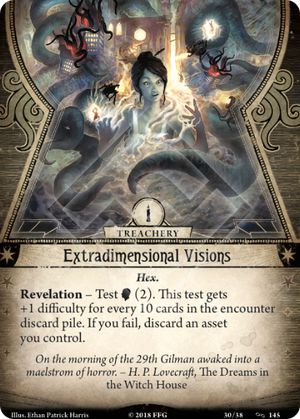 TREACHERY
Extradimensional Visions
Hex.
Revelation – Test (2). This test gets
+1 difficulty for every 10 cards in the encounter
discard pile. If you fail, discard an asset
you control.
On the morning of the 29th Gilman awaked into a
maelstrom of horror. – H. P. Lovecraft, The Dreams in
the Witch House
Illus. Ethan Patrick Harris
© 2018 FFG
30/38
145